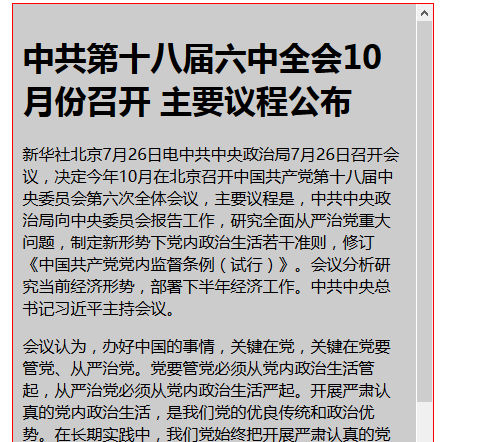 中共第十八届六中全会10
月份召开 主要议程公布
新华社北京7月26日电中共中央政治局7月26日召开会
议，决定今年10月在北京召开中国共产党第十八届中
央委员会第六次全体会议，主要议程是，中共中央政
治局向中央委员会报告工作，研究全面从严治党重大
问题，制定新形势下党内政治生活若干准则，修订
《中国共产党党内监督条例（试行）》。会议分析研
究当前经济形势，部署下半年经济工作。中共中央总
书记习近平主持会议。
会议认为，办好中国的事情，关键在党，关键在党要
管党、从严治党。党要管党必须从党内政治生活管
起，从严治党必须从党内政治生活严起。开展严肃认
真的党内政治生活，是我们党的优良传统和政治优
势。在长期实践中，我们党始终把开展严肃认真的党